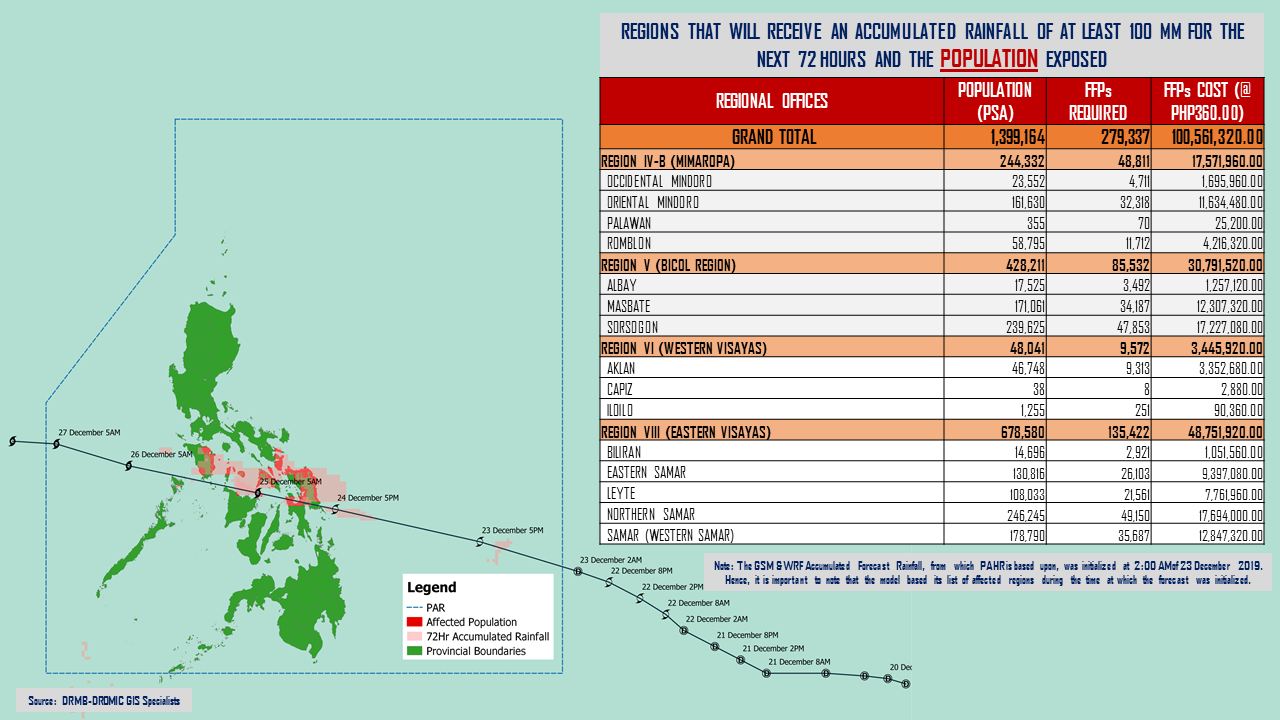 REGIONS THAT WILL RECEIVE AN ACCUMULATED RAINFALL OF AT LEAST 100 MM FOR THE
NEXT 72 HOURS AND THE POPULATION EXPOSED
REGIONAL OFFICES POPULATION (PSA) FFPs REQUIRED FFPs COST (@ PHP360.00)
GRAND TOTAL 1,399,164 279,337 100,561,320.00
REGION IV-B (MIMAROPA) 244,332 48,811 17,571,960.00
OCCIDENTAL MINDORO 23,552 4,711 1,695,960.00
ORIENTAL MINDORO 161,630 32,318 11,634,480.00
PALAWAN 355 70 25,200.00
ROMBLON 58,795 11,712 4,216,320.00
REGION V (BICOL REGION) 428,211 85,532 30,791,520.00
ALBAY 17,525 3,492 1,257,120.00
MASBATE 171,061 34,187 12,307,320.00
SORSOGON 239,625 47,853 17,227,080.00
REGION VI (WESTERN VISAYAS) 48,041 9,572 3,445,920.00
AKLAN 46,748 9,313 3,352,680.00
CAPIZ 38 8 2,880.00
ILOILO 1,255 251 90,360.00
REGION VIII (EASTERN VISAYAS) 678,580 135,422 48,751,920.00
BILIRAN 14,696 2,921 1,051,560.00
EASTERN SAMAR 130,816 26,103 9,397,080.00
LEYTE 108,033 21,561 7,761,960.00
NORTHERN SAMAR 246,245 49,150 17,694,000.00
SAMAR (WESTERN SAMAR) 178,790 35,687 12,847,320.00
Note: The GSM & WRF Accumulated Forecast Rainfall, from which PAHR is based upon, was initialized at 2:00 AM of 23 December 2019.
Hence, it is important to note that the model based its list of affected regions during the time at which the forecast was initialized.
27 December 5AM
26 December 5AM
25 December 5AM
24 December 5PM
23 December 5PM
23 December 2AM
22 December 8PM
22 December 2PM
22 December 8AM
22 December 2AM
21 December 8PM
21 December 2PM
21 December 8AM
20 Dec
Legend
PAR
Affected Population
72Hr Accumulated Rainfall
Provincial Boundaries
Source: DRMB-DROMIC GIS Specialists